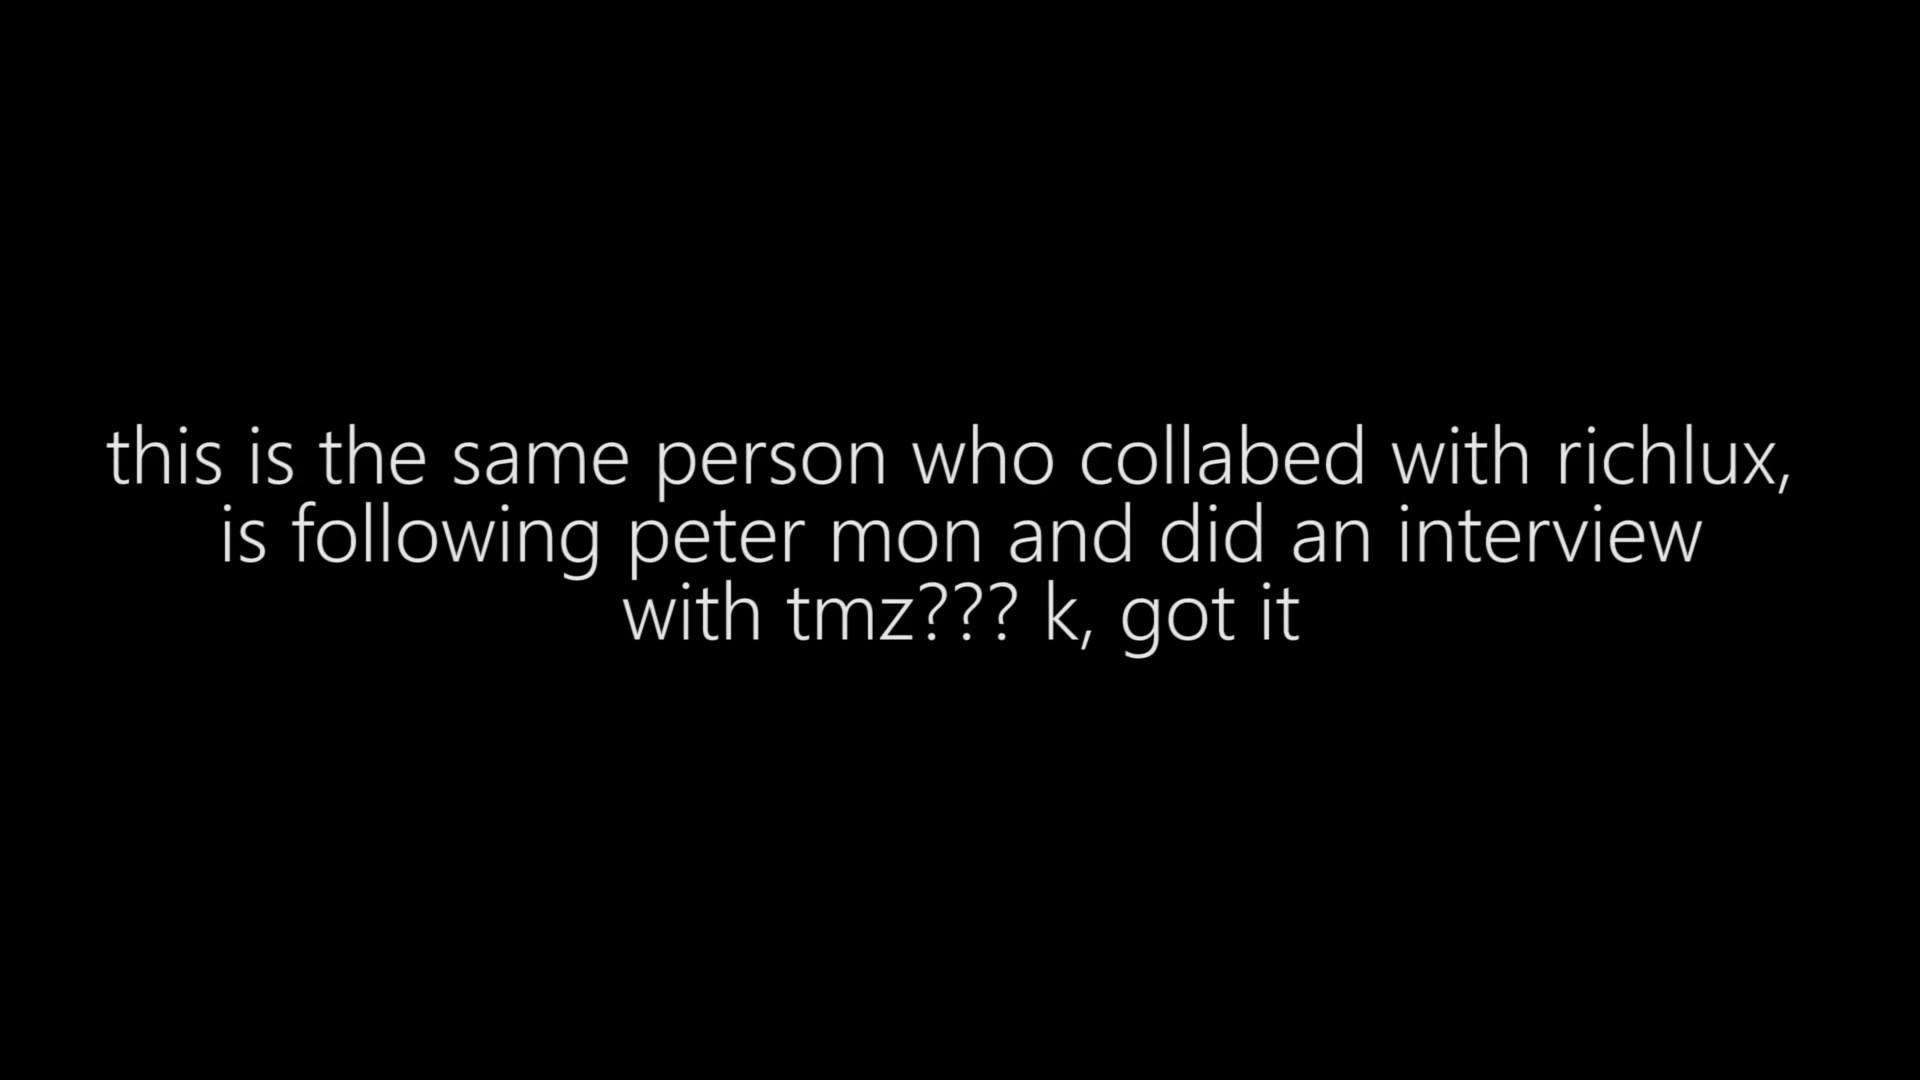 this is the same person who collabed with richlux,
is following peter mon and did an interview
with tmz??? k, got it